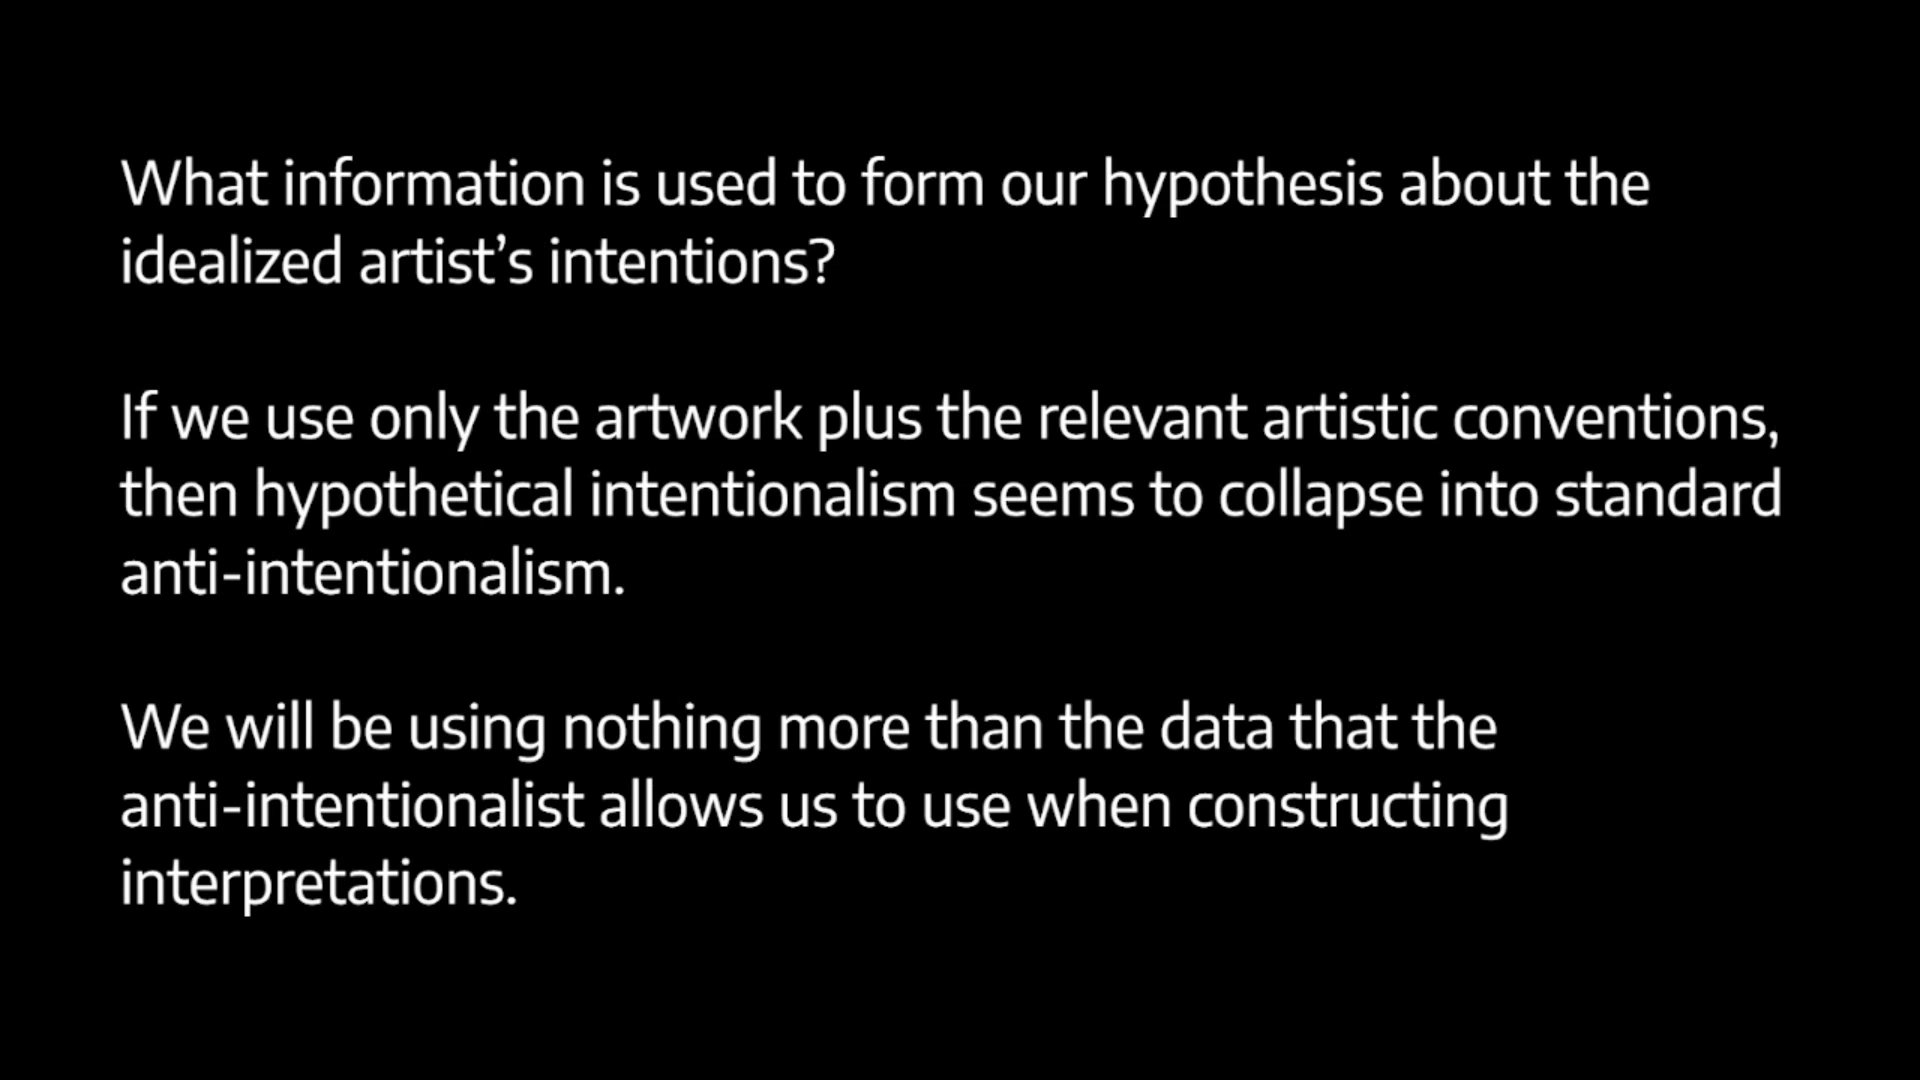 What information is used to form our hypothesis about the
idealized artist’s intentions?
If we use only the artwork plus the relevant artistic conventions,
then hypothetical intentionalism seems to collapse into standard
anti-intentionalism.
We will be using nothing more than the data that the
anti-intentionalist allows us to use when constructing
interpretations.